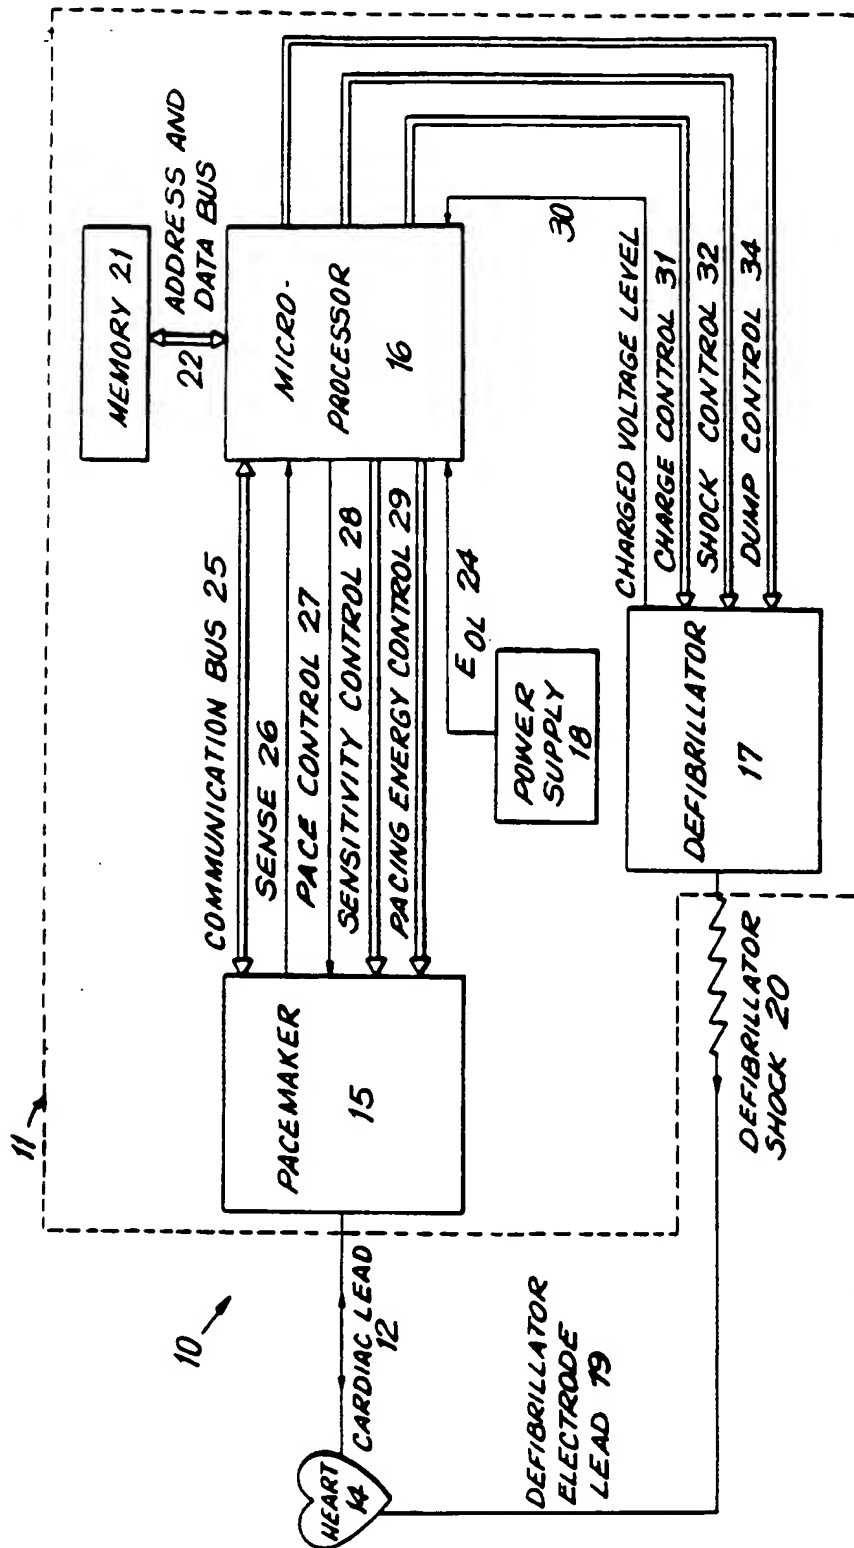 11
10
HEART
14
CARDIAC LEAD
12
DEFIBRILLATOR
ELECTRODE
LEAD 19
PACEMAKER
15
COMMUNICATION BUS 25
SENSE 26
PACE CONTROL 27
SENSITIVITY CONTROL 28
PACING ENERGY CONTROL 29
MEMORY 21
22
ADDRESS AND
DATA BUS
MICRO-
PROCESSOR
16
EOL 24
POWER
SUPPLY
18
30
CHARGED VOLTAGE LEVEL
CHARGE CONTROL 31
SHOCK CONTROL 32
DUMP CONTROL 34
DEFIBRILLATOR
17
DEFIBRILLATOR
SHOCK 20